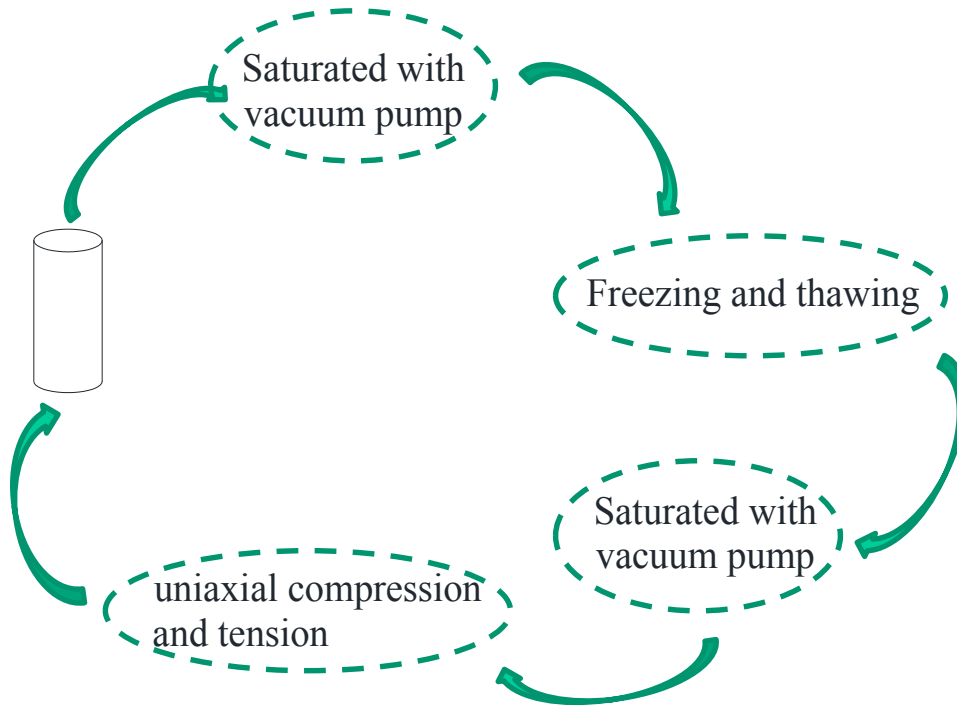 Saturated with
vacuum pump
Freezing and thawing
Saturated with
vacuum pump
uniaxial compression
and tension